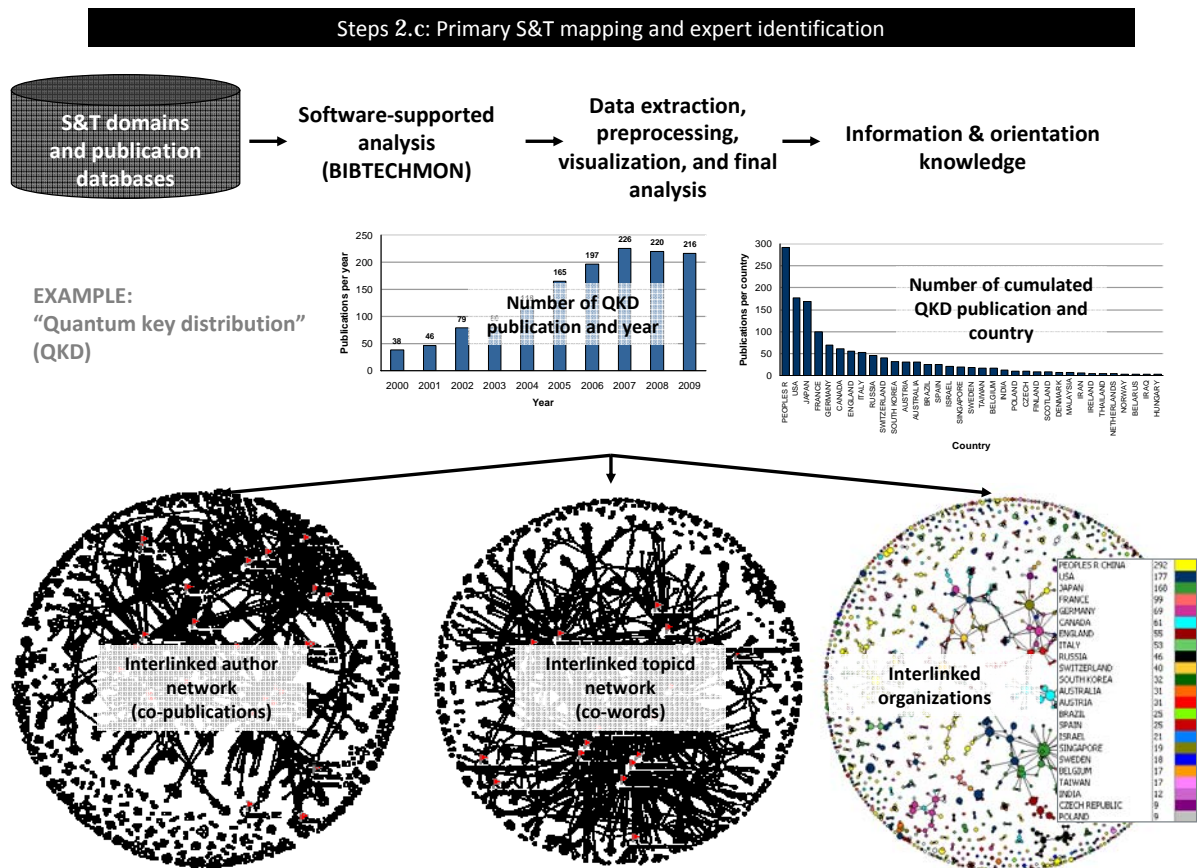 Steps 2.c: Primary S&T mapping and expert identification
S&T domains
and publication
databases
Software-supported
analysis
(BIBTECHMON)
Data extraction,
preprocessing,
visualization, and final
analysis
Information & orientation
knowledge
EXAMPLE:
“Quantum key distribution”
(QKD)
Publications per year
250
200
150
100
50
0
38
46
79
165
197
226
220
216
Number of QKD
publication and year
2000 2001 2002 2003 2004 2005 2006 2007 2008 2009
Year
Publications per country
300
250
200
150
100
50
0
Number of cumulated
QKD publication and
country
PEOPLES R
USA
JAPAN
FRANCE
GERMANY
CANADA
ENGLAND
ITALY
RUSSIA
SWITZERLAND
SOUTH KOREA
AUSTRIA
AUSTRALIA
BRAZIL
SPAIN
ISRAEL
SINGAPORE
SWEDEN
TAIWAN
BELGIUM
INDIA
POLAND
CZECH
FINLAND
SCOTLAND
DENMARK
MALAYSIA
IRAN
IRELAND
THAILAND
NETHERLANDS
NORWAY
BELARUS
IRAQ
HUNGARY
Country
Interlinked author
network
(co-publications)
Interlinked topicd
network
(co-words)
Interlinked
organizations
PEOPLES R CHINA 292
USA 177
JAPAN 168
FRANCE 99
GERMANY 69
CANADA 61
ENGLAND 55
ITALY 53
RUSSIA 46
SWITZERLAND 40
SOUTH KOREA 32
AUSTRALIA 31
AUSTRIA 31
BRAZIL 25
SPAIN 25
ISRAEL 21
SINGAPORE 19
SWEDEN 18
BELGIUM 17
TAIWAN 17
INDIA 12
CZECH REPUBLIC 9
POLAND 9